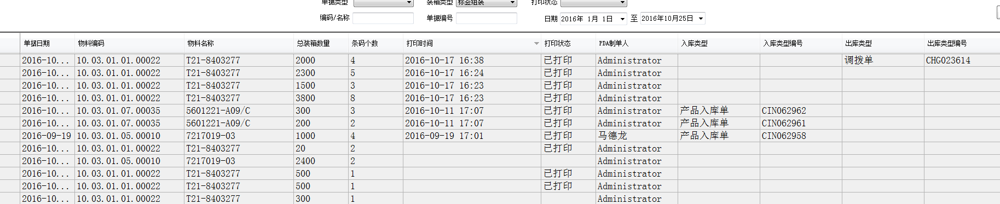 单据类型 装箱类型 标签组装 打印状态
编码/名称 单据编号 日期 2016年 1月 1日 至 2016年10月25日
单据日期 物料编码 物料名称 总装箱数量 条码个数 打印时间 打印状态 PDA制单人 入库类型 入库类型编号 出库类型 出库类型编号
2016-10... 10.03.01.01.00022 T21-8403277 2000 4 2016-10-17 16:38 已打印 Administrator 调拨单 CHG023614
2016-10... 10.03.01.01.00022 T21-8403277 2300 5 2016-10-17 16:24 已打印 Administrator
2016-10... 10.03.01.01.00022 T21-8403277 1500 3 2016-10-17 16:23 已打印 Administrator
2016-10... 10.03.01.01.00022 T21-8403277 3800 8 2016-10-17 16:23 已打印 Administrator
2016-10... 10.03.01.07.00035 5601221-A09/C 300 3 2016-10-11 17:07 已打印 Administrator 产品入库单 CIN062962
2016-10... 10.03.01.07.00035 5601221-A09/C 200 2 2016-10-11 17:07 已打印 Administrator 产品入库单 CIN062961
2016-09-19 10.03.01.05.00010 7217019-03 1000 4 2016-09-19 17:01 已打印 马德龙 产品入库单 CIN062958
2016-10... 10.03.01.01.00022 T21-8403277 20 2 已打印 Administrator
2016-10... 10.03.01.05.00010 7217019-03 2400 2 Administrator
2016-10... 10.03.01.01.00022 T21-8403277 500 1 已打印 Administrator
2016-10... 10.03.01.01.00022 T21-8403277 500 1 已打印 Administrator
2016-10... 10.03.01.01.00022 T21-8403277 300 1 Administrator